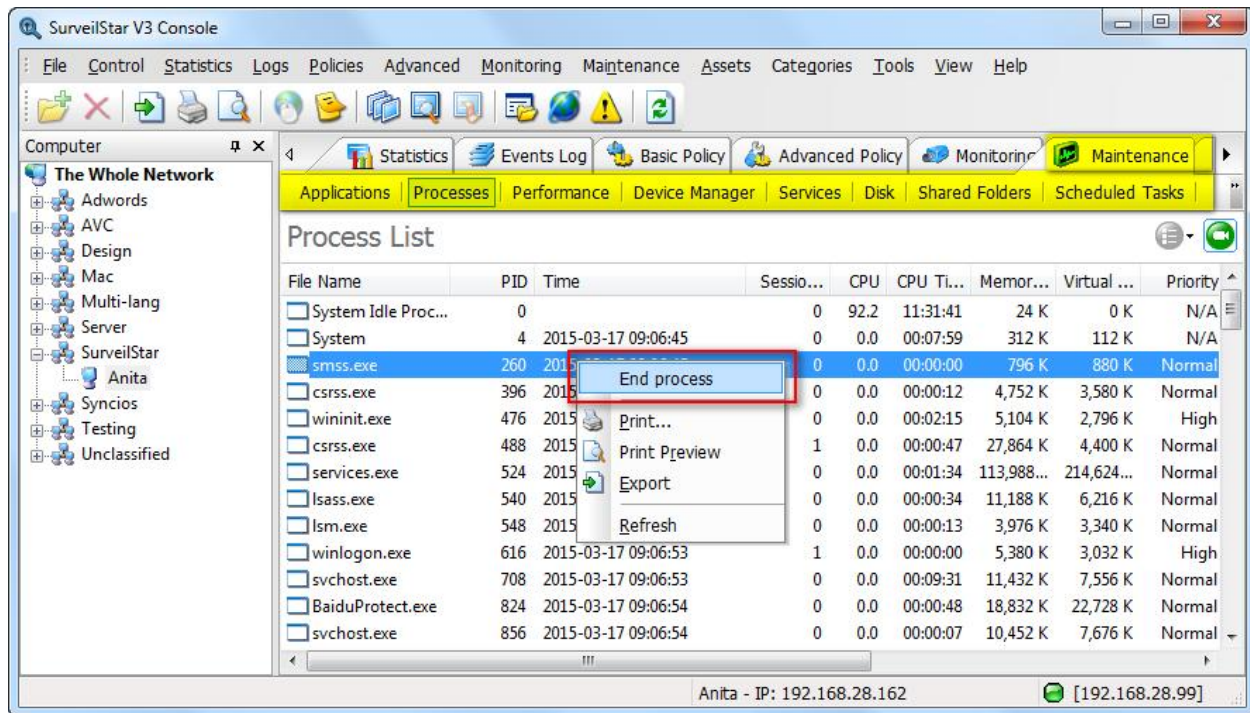 SurveilStar V3 Console
File Control Statistics Logs Policies Advanced Monitoring Maintenance Assets Categories Tools View Help
Computer
The Whole Network
Adwords
AVC
Design
Mac
Multi-lang
Server
SurveilStar
Anita
Syncios
Testing
Unclassified
Statistics Events Log Basic Policy Advanced Policy Monitoring Maintenance
Applications Processes Performance Device Manager Services Disk Shared Folders Scheduled Tasks
Process List
File Name PID Time Sessio... CPU CPU Ti... Memor... Virtual ... Priority
System Idle Proc... 0 0 92.2 11:31:41 24 K 0 K N/A
System 4 2015-03-17 09:06:45 0 0.0 00:07:59 312 K 112 K N/A
smss.exe 260 2015 0 0.0 00:00:00 796 K 880 K Normal
csrss.exe 396 2015 0 0.0 00:00:12 4,752 K 3,580 K Normal
wininit.exe 476 2015 0 0.0 00:02:15 5,104 K 2,796 K High
csrss.exe 488 2015 1 0.0 00:00:47 27,864 K 4,400 K Normal
services.exe 524 2015 0 0.0 00:01:34 113,988... 214,624... Normal
lsass.exe 540 2015 0 0.0 00:00:34 11,188 K 6,216 K Normal
lsm.exe 548 2015 0 0.0 00:00:13 3,976 K 3,340 K Normal
winlogon.exe 616 2015-03-17 09:06:53 1 0.0 00:00:00 5,380 K 3,032 K High
svchost.exe 708 2015-03-17 09:06:53 0 0.0 00:09:31 11,432 K 7,556 K Normal
BaiduProtect.exe 824 2015-03-17 09:06:54 0 0.0 00:00:48 18,832 K 22,728 K Normal
svchost.exe 856 2015-03-17 09:06:54 0 0.0 00:00:07 10,452 K 7,676 K Normal
End process
Print...
Print Preview
Export
Refresh
Anita - IP: 192.168.28.162 [192.168.28.99]